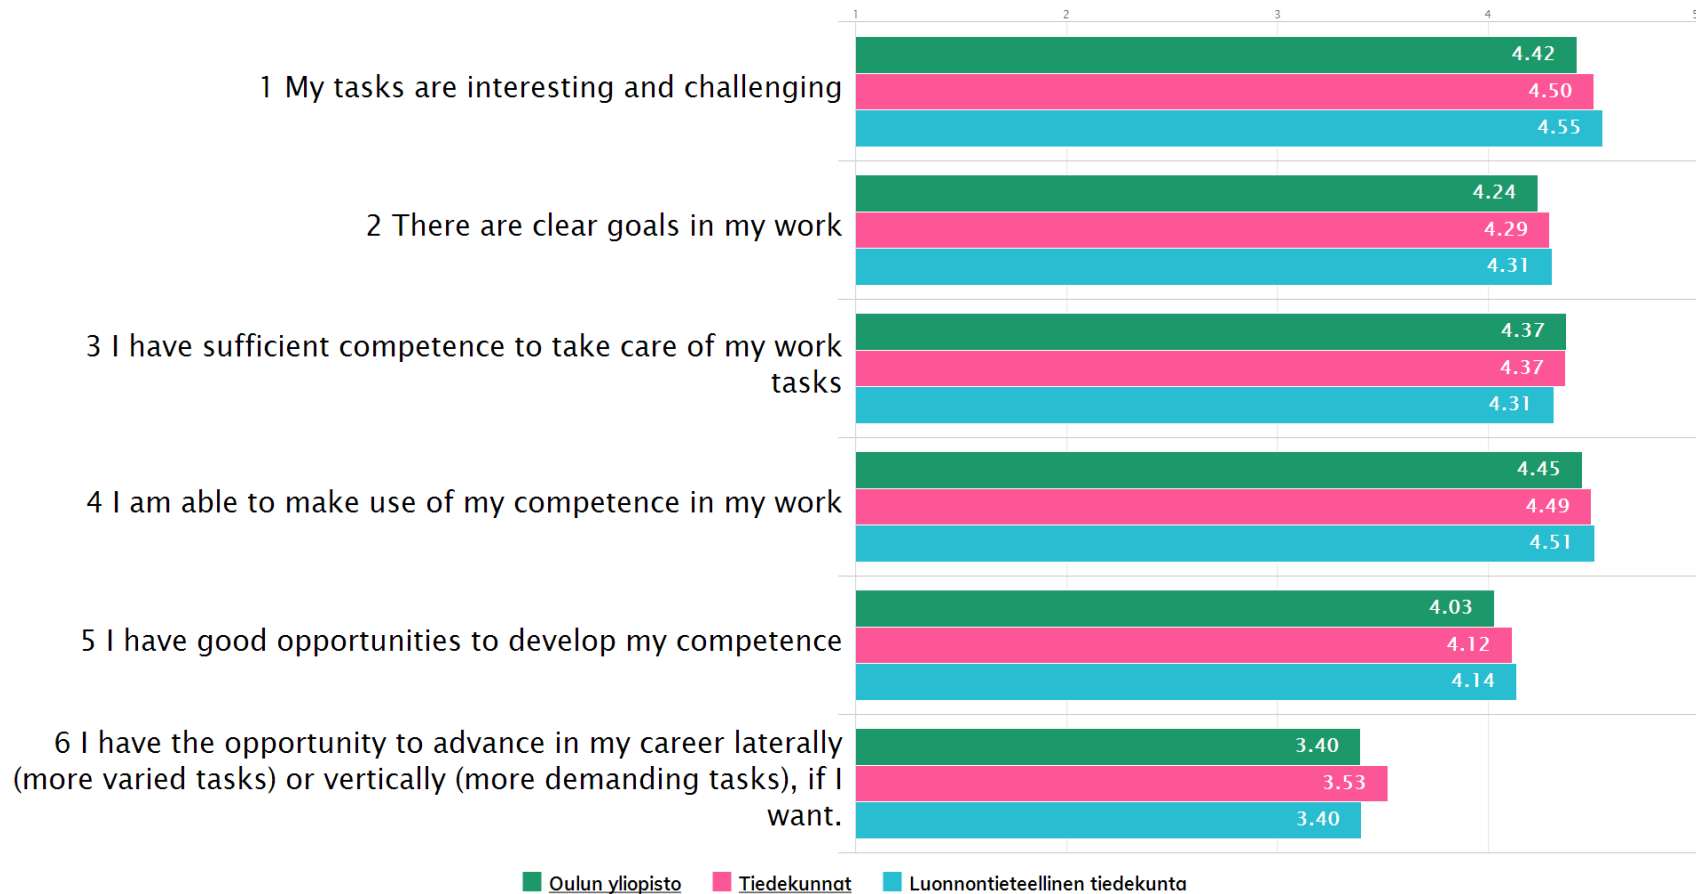 1 2 3 4 5
1 My tasks are interesting and challenging
4.42
4.50
4.55
2 There are clear goals in my work
4.24
4.29
4.31
3 I have sufficient competence to take care of my work
tasks
4.37
4.37
4.31
4 I am able to make use of my competence in my work
4.45
4.49
4.51
5 I have good opportunities to develop my competence
4.03
4.12
4.14
6 I have the opportunity to advance in my career laterally
(more varied tasks) or vertically (more demanding tasks), if I
want.
3.40
3.53
3.40
Oulun yliopisto Tiedekunnat Luonnontieteellinen tiedekunta